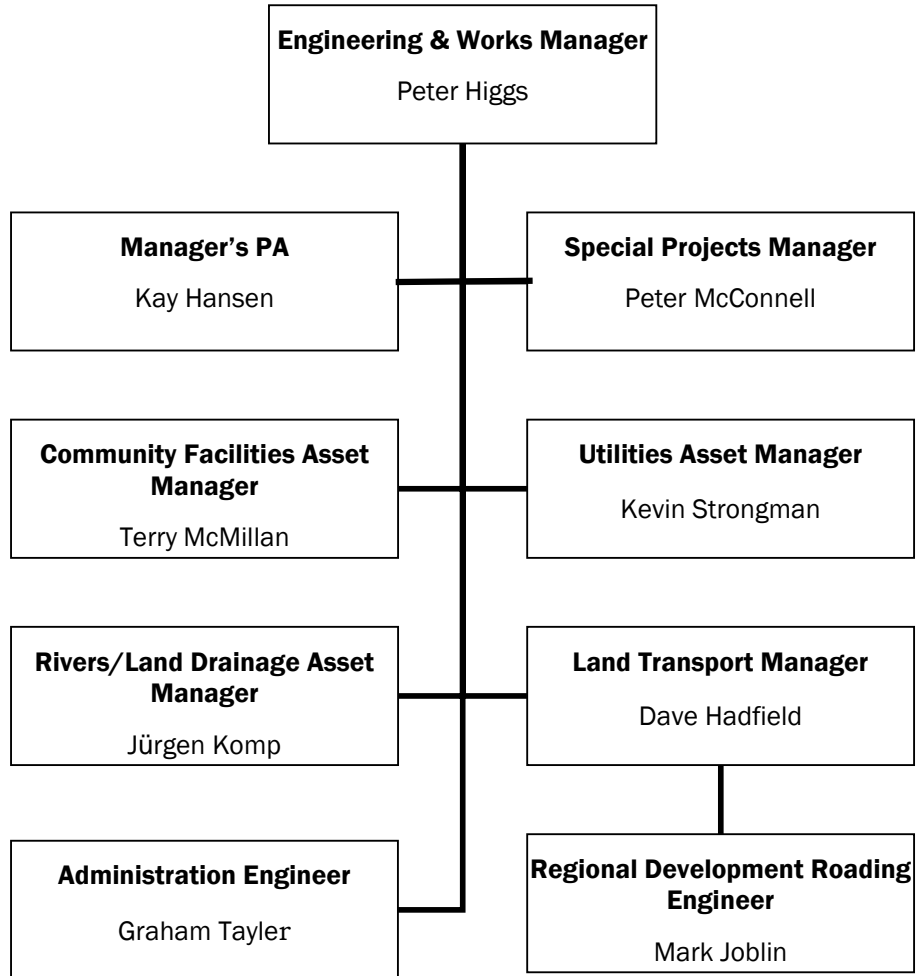 Engineering & Works Manager
Peter Higgs
Manager’s PA
Kay Hansen
Special Projects Manager
Peter McConnell
Community Facilities Asset
Manager
Terry McMillan
Utilities Asset Manager
Kevin Strongman
Rivers/Land Drainage Asset
Manager
Jürgen Komp
Land Transport Manager
Dave Hadfield
Administration Engineer
Graham Tayler
Regional Development Roading
Engineer
Mark Joblin